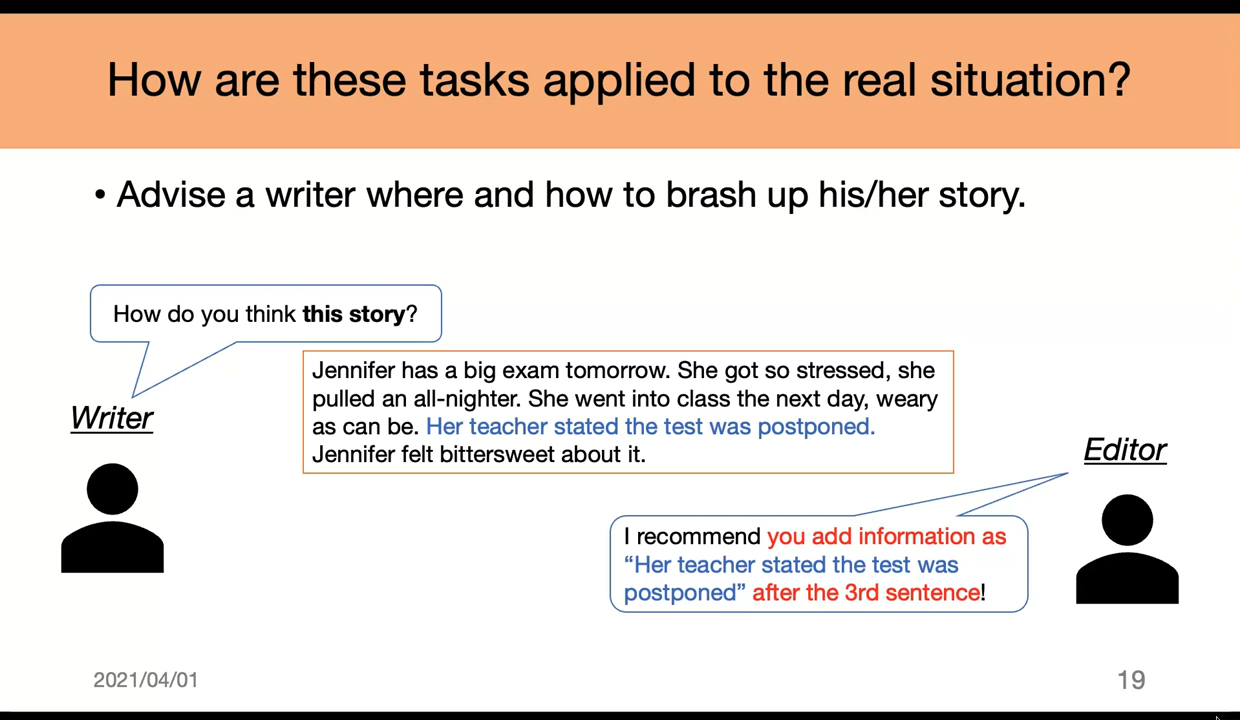 How are these tasks applied to the real situation?
• Advise a writer where and how to brash up his/her story.
How do you think this story?
Writer
Jennifer has a big exam tomorrow. She got so stressed, she
pulled an all-nighter. She went into class the next day, weary
as can be. Her teacher stated the test was postponed.
Jennifer felt bittersweet about it.
Editor
I recommend you add information as
“Her teacher stated the test was
postponed” after the 3rd sentence!
2021/04/01
19